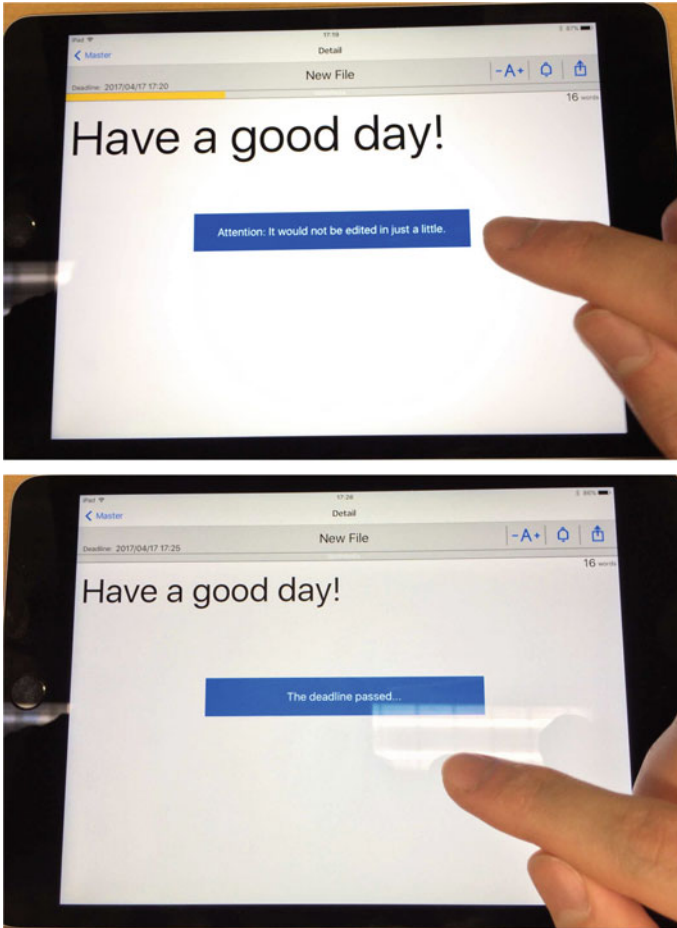 iPad 17:19 87%
Master Detail
New File -A+
Deadline: 2017/04/17 17:20
16 words
Have a good day!
Attention: It would not be edited in just a little.
iPad 17:26 86%
Master Detail
New File -A+
Deadline: 2017/04/17 17:25
16 words
Have a good day!
The deadline passed...